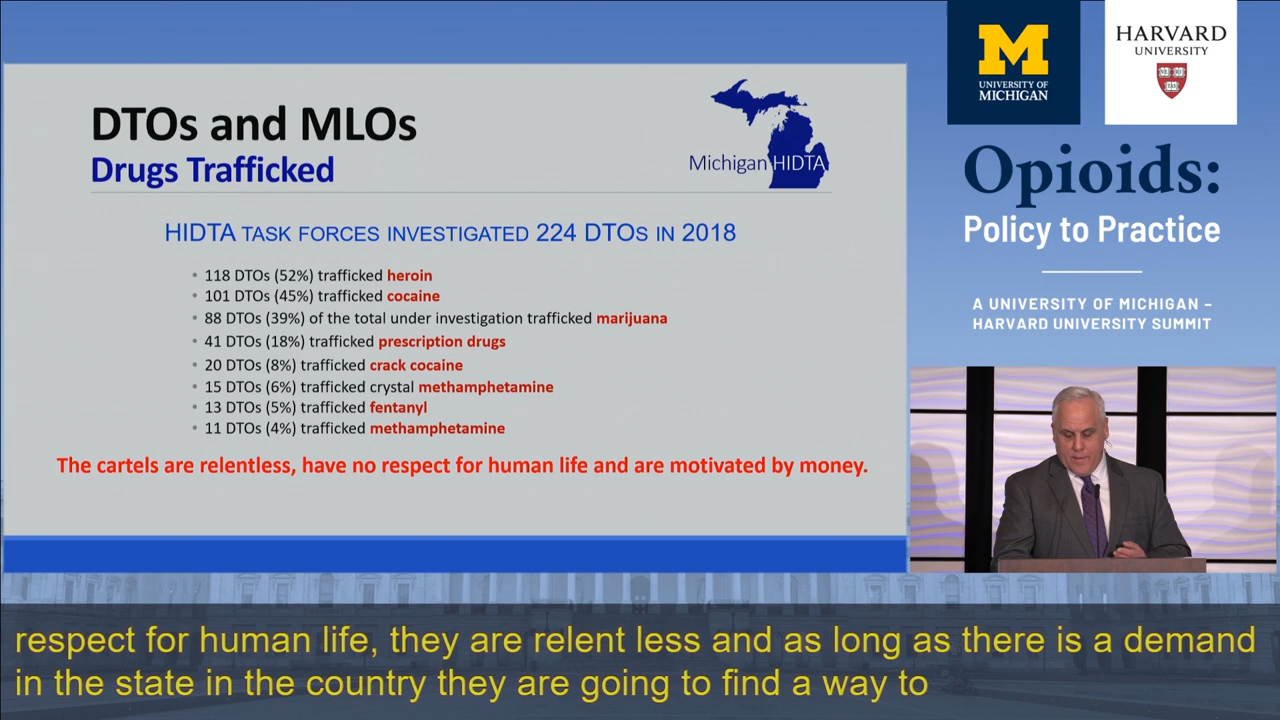 DTOs and MLOs
Drugs Trafficked
Michigan HIDTA
HIDTA TASK FORCES INVESTIGATED 224 DTOS IN 2018
• 118 DTOs (52%) trafficked heroin
• 101 DTOs (45%) trafficked cocaine
• 88 DTOs (39%) of the total under investigation trafficked marijuana
• 41 DTOs (18%) trafficked prescription drugs
• 20 DTOs (8%) trafficked crack cocaine
• 15 DTOs (6%) trafficked crystal methamphetamine
• 13 DTOs (5%) trafficked fentanyl
• 11 DTOs (4%) trafficked methamphetamine
The cartels are relentless, have no respect for human life and are motivated by money.
M
UNIVERSITY OF
MICHIGAN
HARVARD
UNIVERSITY
Opioids:
Policy to Practice
A UNIVERSITY OF MICHIGAN –
HARVARD UNIVERSITY SUMMIT
respect for human life, they are relent less and as long as there is a demand
in the state in the country they are going to find a way to